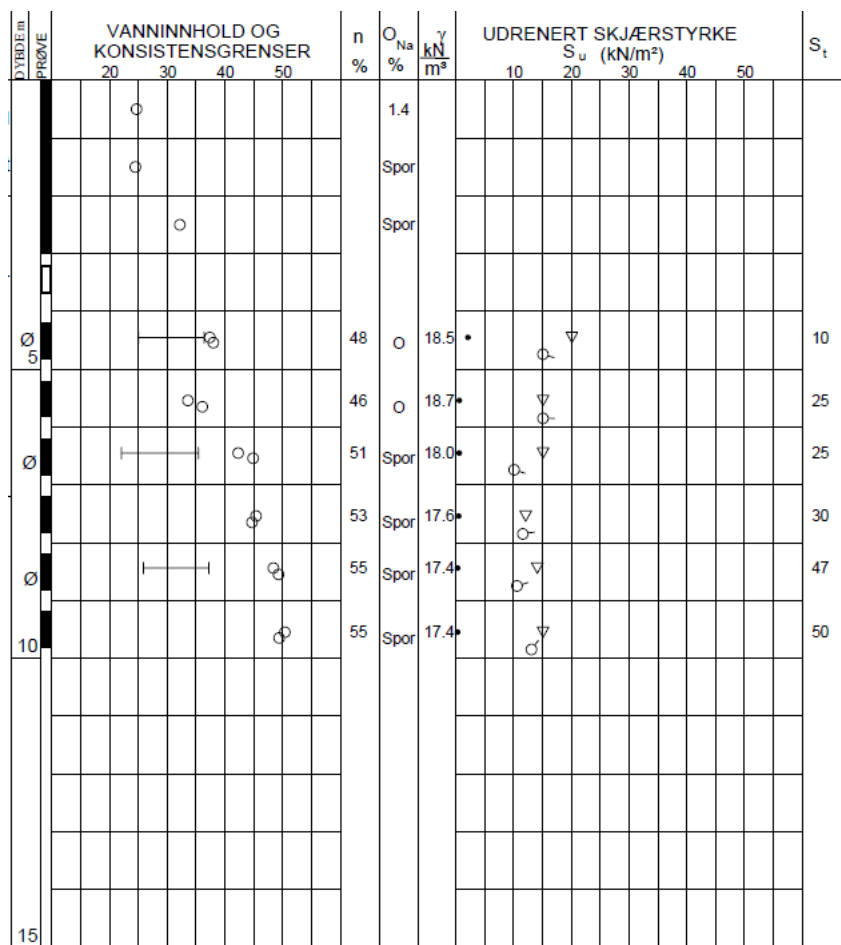 DYBDE m
PRØVE
VANNINNHOLD OG
KONSISTENSGRENSER
20 30 40 50
n
%
O Na
%
γ
kN
m³
UDRENERT SKJÆRSTYRKE
S u (kN/m²)
10 20 30 40 50
S t
1.4
Spor
Spor
Ø 48 O 18.5 10
5
46 O 18.7 25
Ø 51 Spor 18.0 25
53 Spor 17.6 30
Ø 55 Spor 17.4 47
10 55 Spor 17.4 50
15